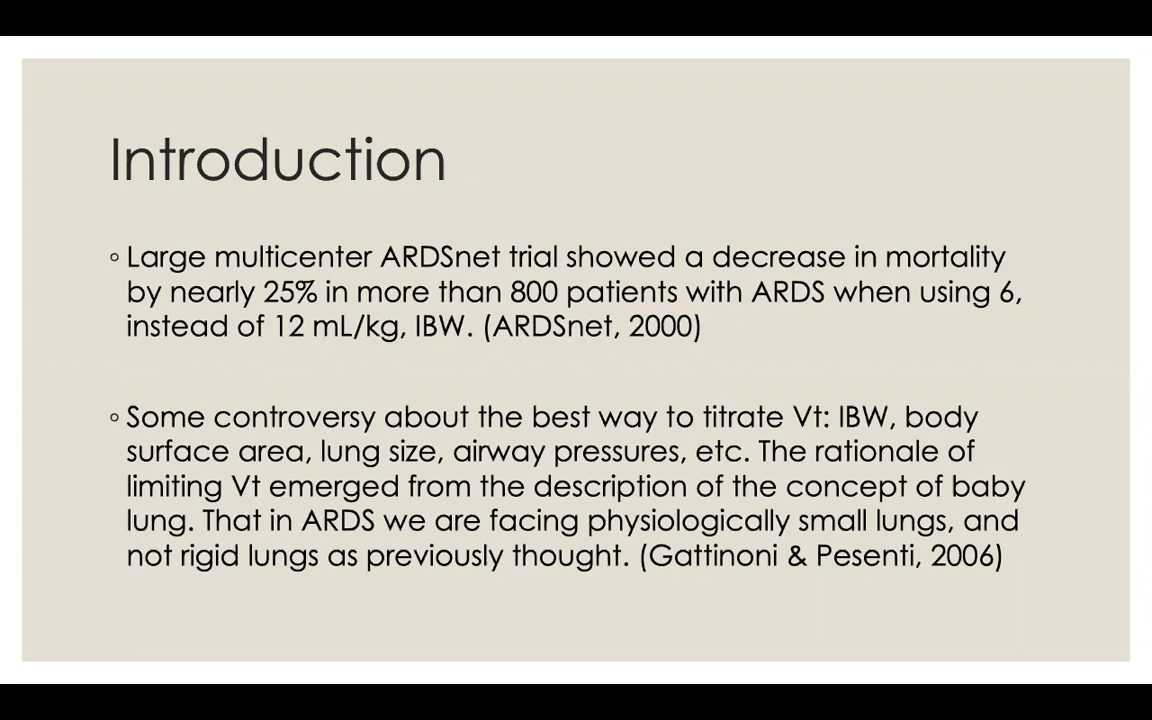 Introduction
◦ Large multicenter ARDSnet trial showed a decrease in mortality
by nearly 25% in more than 800 patients with ARDS when using 6,
instead of 12 mL/kg, IBW. (ARDSnet, 2000)
◦ Some controversy about the best way to titrate Vt: IBW, body
surface area, lung size, airway pressures, etc. The rationale of
limiting Vt emerged from the description of the concept of baby
lung. That in ARDS we are facing physiologically small lungs, and
not rigid lungs as previously thought. (Gattinoni & Pesenti, 2006)